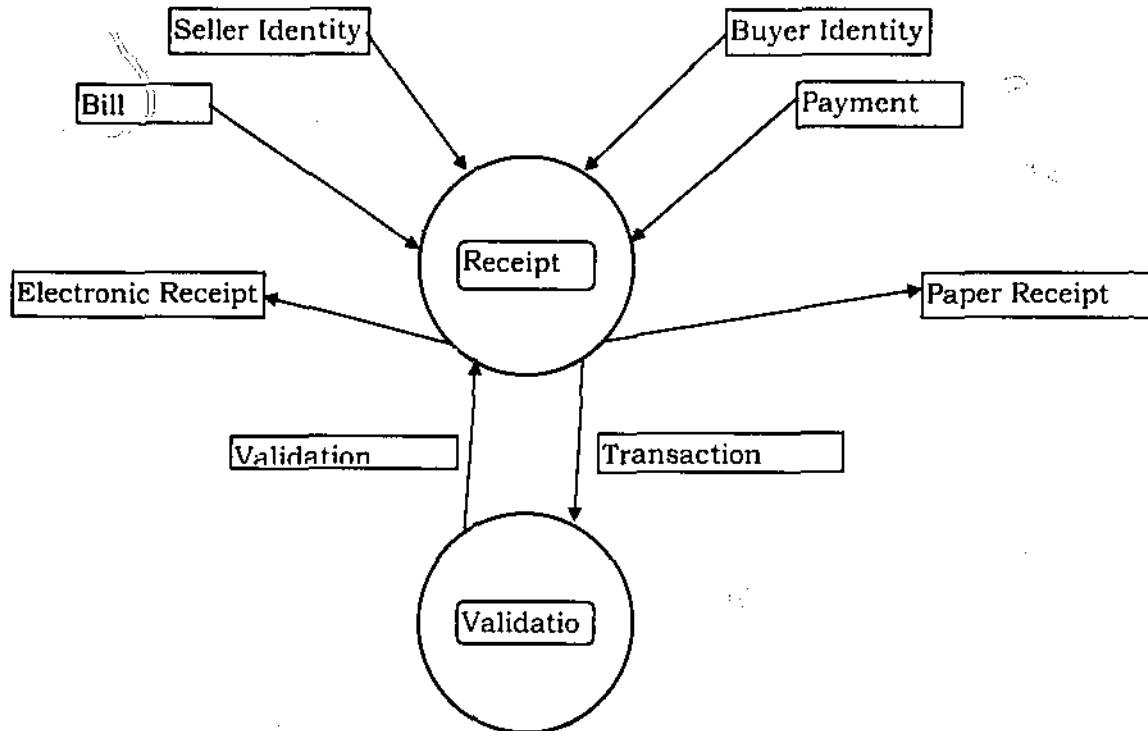 Seller Identity
Buyer Identity
Bill
Payment
Receipt
Electronic Receipt
Paper Receipt
Validation
Transaction
Validatio